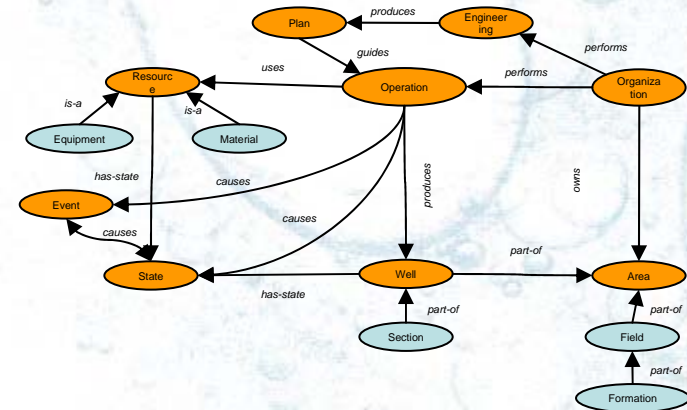 produces
Plan
Engineer
ing
guides
performs
Resourc
e
uses
Operation
performs
Organiza
tion
is-a
is-a
Equipment
Material
has-state
causes
produces
owns
Event
causes
causes
part-of
State
Well
Area
has-state
part-of
part-of
Section
Field
part-of
Formation